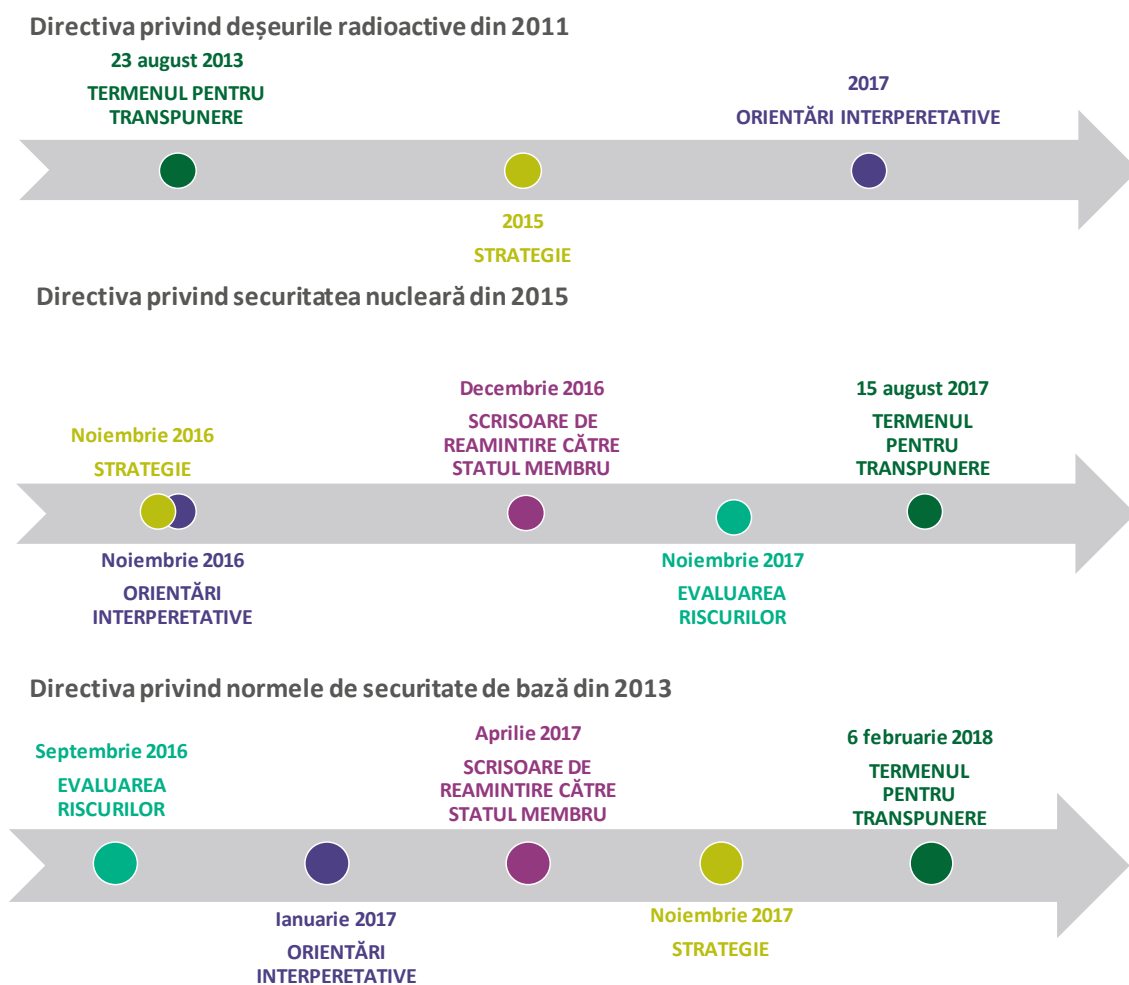 Directiva privind deșeurile radioactive din 2011
23 august 2013
TERMENUL PENTRU
TRANSPUNERE
2017
ORIENTĂRI INTERPERETATIVE
2015
STRATEGIE
Directiva privind securitatea nucleară din 2015
Noiembrie 2016
STRATEGIE
Decembrie 2016
SCRISOARE DE
REAMINTIRE CĂTRE
STATUL MEMBRU
15 august 2017
TERMENUL
PENTRU
TRANSPUNERE
Noiembrie 2016
ORIENTĂRI
INTERPERETATIVE
Noiembrie 2017
EVALUAREA
RISCURILOR
Directiva privind normele de securitate de bază din 2013
Septembrie 2016
EVALUAREA
RISCURILOR
Aprilie 2017
SCRISOARE DE
REAMINTIRE CĂTRE
STATUL MEMBRU
6 februarie 2018
TERMENUL
PENTRU
TRANSPUNERE
Ianuarie 2017
ORIENTĂRI
INTERPERETATIVE
Noiembrie 2017
STRATEGIE